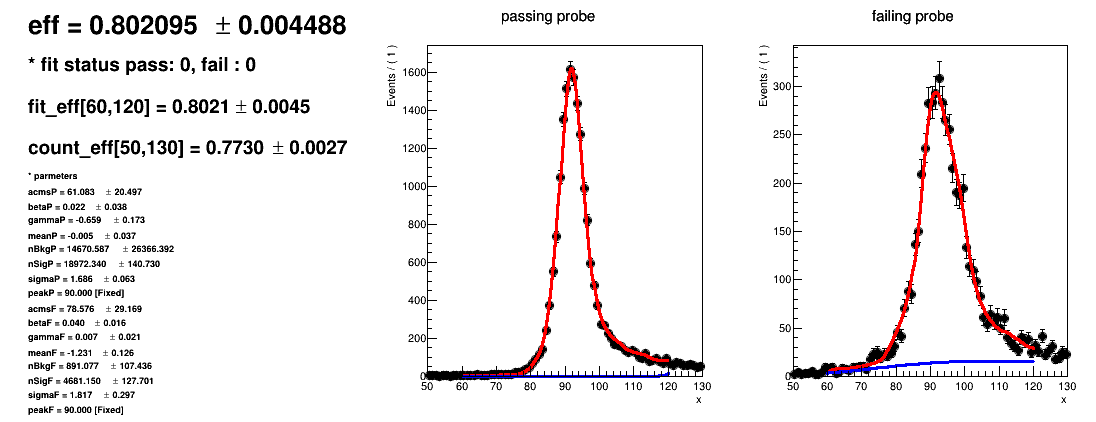 eff = 0.802095 ± 0.004488
* fit status pass: 0, fail : 0
fit_eff[60,120] = 0.8021 ± 0.0045
count_eff[50,130] = 0.7730 ± 0.0027
* parmeters
acmsP = 61.083 ± 20.497
betaP = 0.022 ± 0.038
gammaP = -0.659 ± 0.173
meanP = -0.005 ± 0.037
nBkgP = 14670.587 ± 26366.392
nSigP = 18972.340 ± 140.730
sigmaP = 1.686 ± 0.063
peakP = 90.000 [Fixed]
acmsF = 78.576 ± 29.169
betaF = 0.040 ± 0.016
gammaF = 0.007 ± 0.021
meanF = -1.231 ± 0.126
nBkgF = 891.077 ± 107.436
nSigF = 4681.150 ± 127.701
sigmaF = 1.817 ± 0.297
peakF = 90.000 [Fixed]
passing probe
Events / ( 1 )
1600
1400
1200
1000
800
600
400
200
0
50 60 70 80 90 100 110 120 130
x
failing probe
Events / ( 1 )
300
250
200
150
100
50
0
50 60 70 80 90 100 110 120 130
x